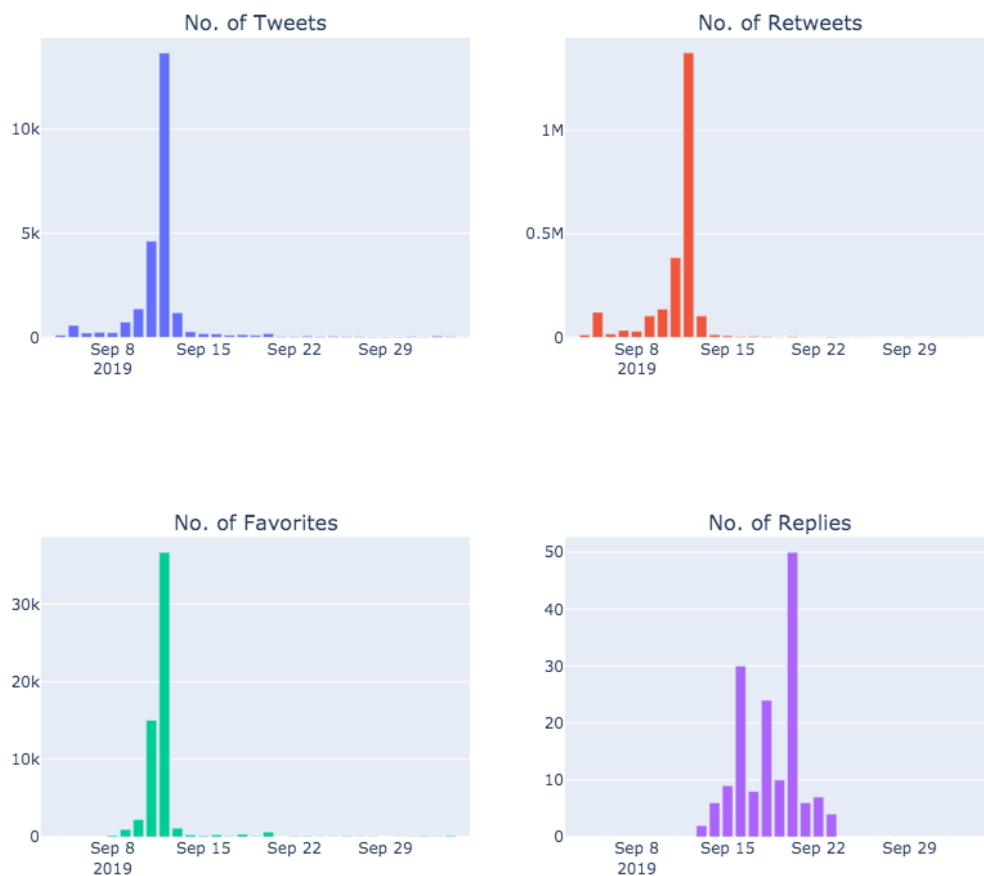 No. of Tweets
10k
5k
0
Sep 8
2019
Sep 15
Sep 22
Sep 29
No. of Retweets
1M
0.5M
0
Sep 8
2019
Sep 15
Sep 22
Sep 29
No. of Favorites
30k
20k
10k
0
Sep 8
2019
Sep 15
Sep 22
Sep 29
No. of Replies
50
40
30
20
10
0
Sep 8
2019
Sep 15
Sep 22
Sep 29